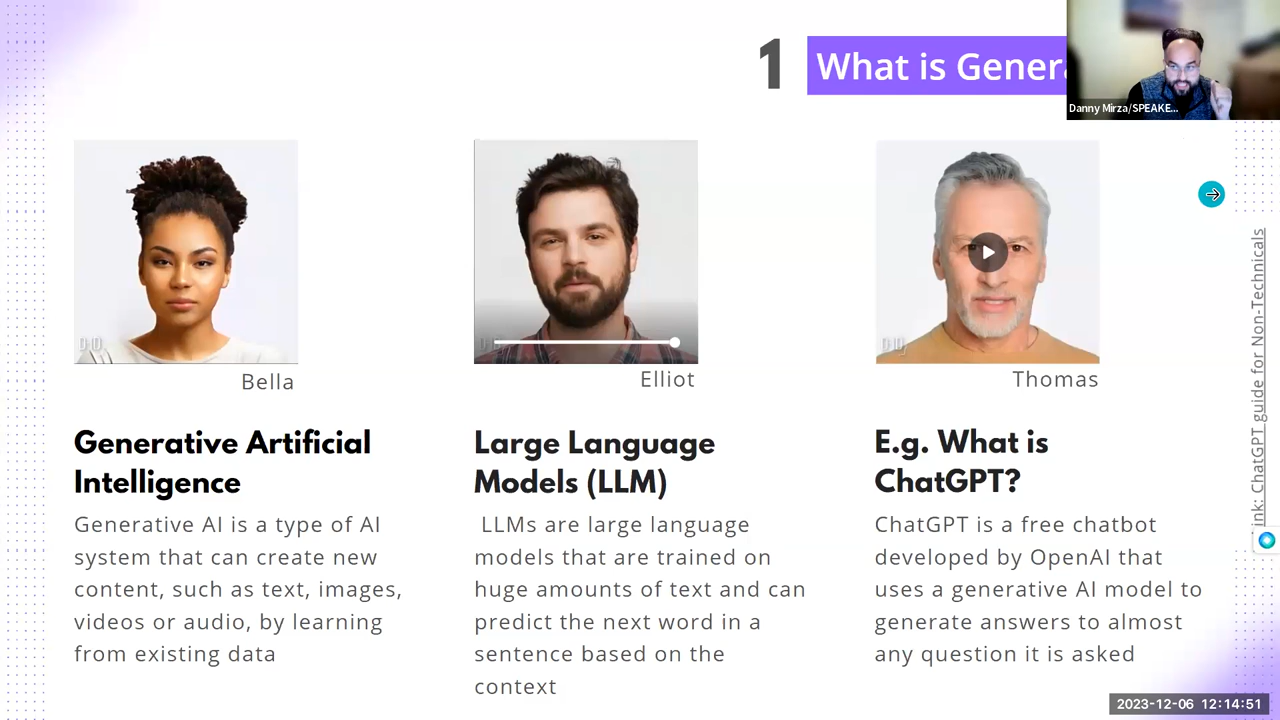 1 What is Genera
Danny Mirza/SPEAKE...
Bella
Elliot
Thomas
Generative Artificial
Intelligence
Generative AI is a type of AI
system that can create new
content, such as text, images,
videos or audio, by learning
from existing data
Large Language
Models (LLM)
LLMs are large language
models that are trained on
huge amounts of text and can
predict the next word in a
sentence based on the
context
E.g. What is
ChatGPT?
ChatGPT is a free chatbot
developed by OpenAI that
uses a generative AI model to
generate answers to almost
any question it is asked
ink: ChatGPT guide for Non-Technicals
2023-12-06 12:14:51